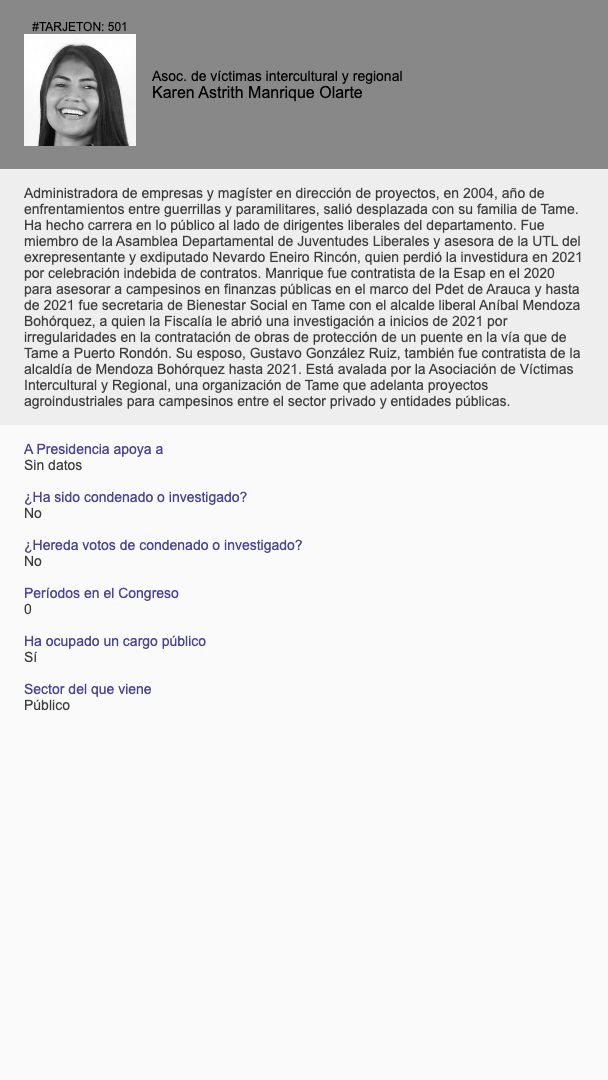 #TARJETON: 501
Asoc. de víctimas intercultural y regional
Karen Astrith Manrique Olarte
Administradora de empresas y magíster en dirección de proyectos, en 2004, año de
enfrentamientos entre guerrillas y paramilitares, salió desplazada con su familia de Tame.
Ha hecho carrera en lo público al lado de dirigentes liberales del departamento. Fue
miembro de la Asamblea Departamental de Juventudes Liberales y asesora de la UTL del
exrepresentante y exdiputado Nevardo Eneiro Rincón, quien perdió la investidura en 2021
por celebración indebida de contratos. Manrique fue contratista de la Esap en el 2020
para asesorar a campesinos en finanzas públicas en el marco del Pdet de Arauca y hasta
de 2021 fue secretaria de Bienestar Social en Tame con el alcalde liberal Aníbal Mendoza
Bohórquez, a quien la Fiscalía le abrió una investigación a inicios de 2021 por
irregularidades en la contratación de obras de protección de un puente en la vía que de
Tame a Puerto Rondón. Su esposo, Gustavo González Ruiz, también fue contratista de la
alcaldía de Mendoza Bohórquez hasta 2021. Está avalada por la Asociación de Víctimas
Intercultural y Regional, una organización de Tame que adelanta proyectos
agroindustriales para campesinos entre el sector privado y entidades públicas.
A Presidencia apoya a
Sin datos
¿Ha sido condenado o investigado?
No
¿Hereda votos de condenado o investigado?
No
Períodos en el Congreso
0
Ha ocupado un cargo público
Sí
Sector del que viene
Público